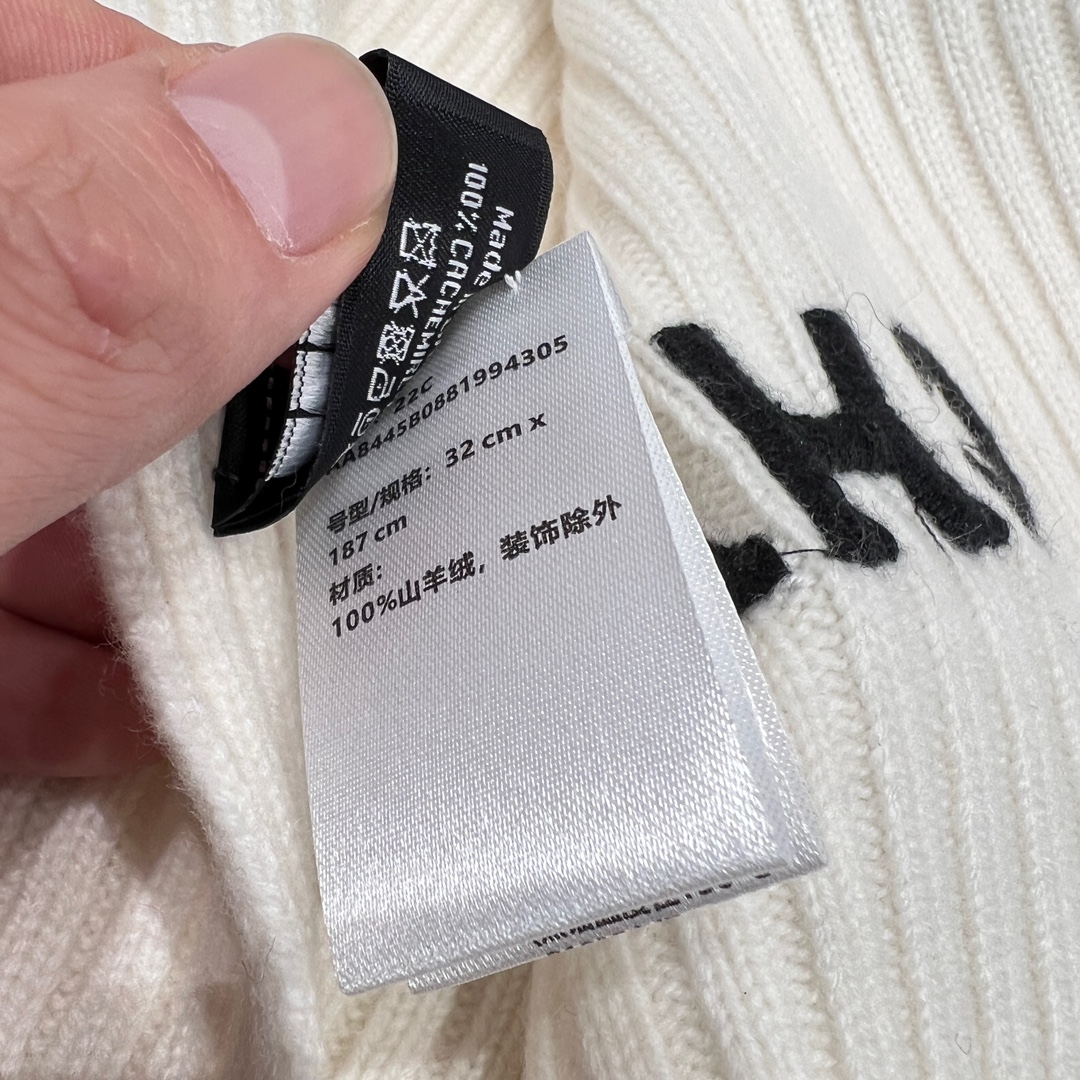 Made
100% CACHEMIR
22C
AA8445B0881994305
号型/规格：32 cm x
187 cm
材质：
100%山羊绒，装饰除外
H